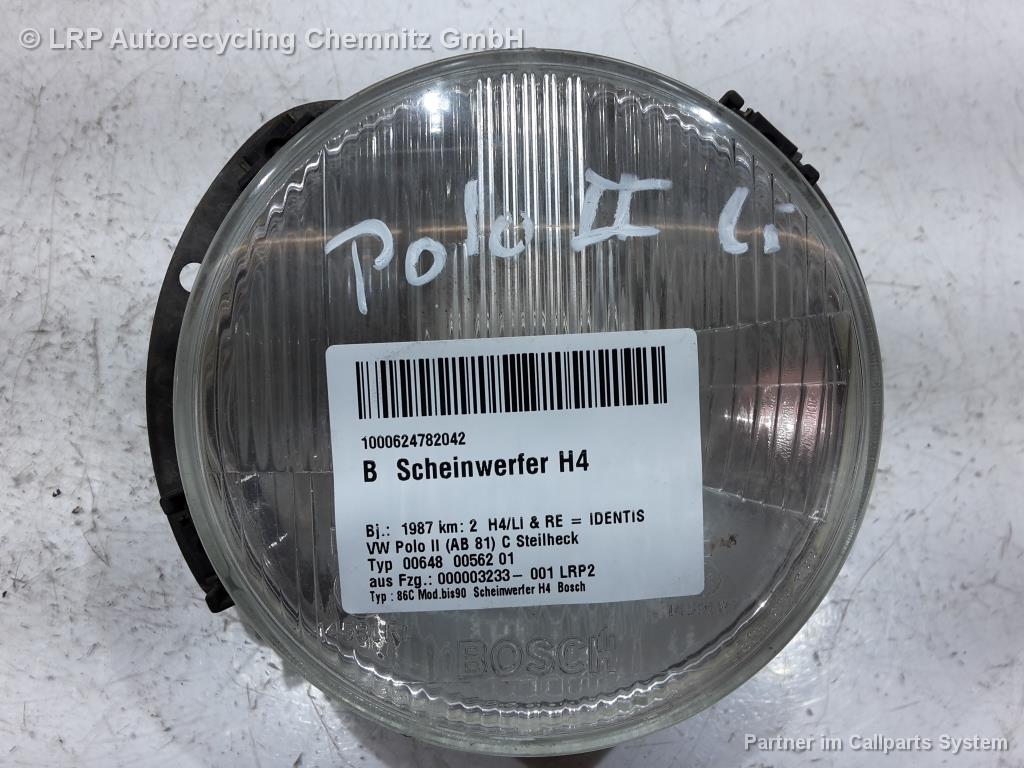 © LRP Autorecycling Chemnitz GmbH
Polo II Li
1000624782042
B Scheinwerfer H4
Bj.: 1987 km: 2 H4/LI & RE = IDENTIS
VW Polo II (AB 81) C Steilheck
Typ 00648 00562 01
aus Fzg.: 000003233- 001 LRP2
Typ : 86C Mod.bis90 Scheinwerfer H4 Bosch
BOSCH
Partner im Callparts System